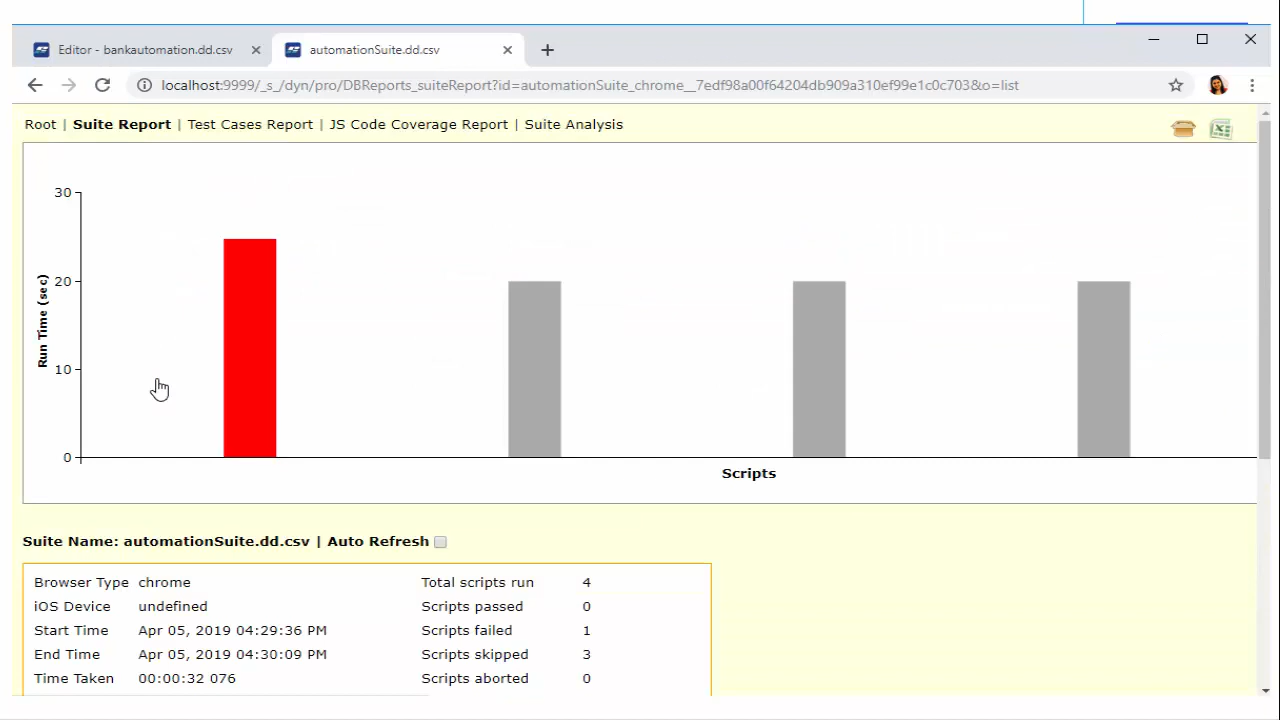 Editor - bankautomation.dd.csv
automationSuite.dd.csv
localhost:9999/_s_/dyn/pro/DBReports_suiteReport?id=automationSuite_chrome__7edf98a00f64204db909a310ef99e1c0c703&o=list
Root | Suite Report | Test Cases Report | JS Code Coverage Report | Suite Analysis
30
20
10
0
Run Time (sec)
Scripts
Suite Name: automationSuite.dd.csv | Auto Refresh
Browser Type chrome Total scripts run 4
iOS Device undefined Scripts passed 0
Start Time Apr 05, 2019 04:29:36 PM Scripts failed 1
End Time Apr 05, 2019 04:30:09 PM Scripts skipped 3
Time Taken 00:00:32 076 Scripts aborted 0